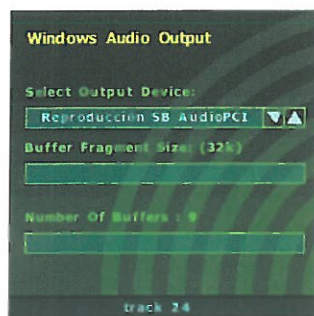 Windows Audio Output
Select Output Device:
Reproducción SB AudioPCI
Buffer Fragment Size: (32k)
Number Of Buffers : 9
track 24